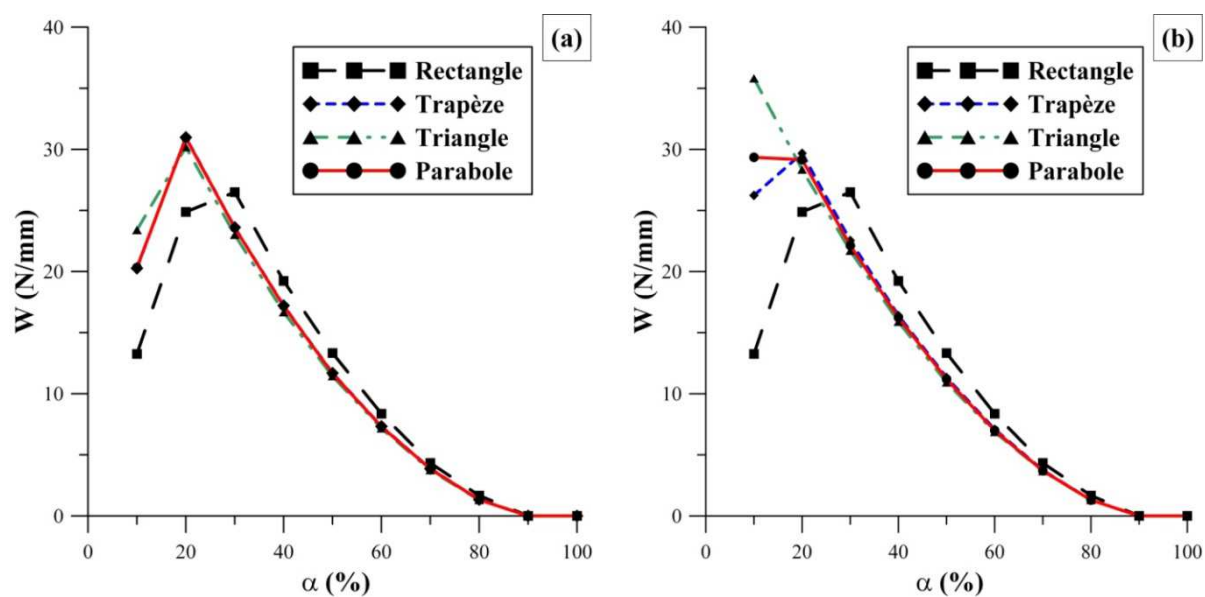 40
(a)
Rectangle
Trapèze
Triangle
Parabole
30
20
10
0
W (N/mm)
0 20 40 60 80 100
α (%)
40
(b)
Rectangle
Trapèze
Triangle
Parabole
30
20
10
0
W (N/mm)
0 20 40 60 80 100
α (%)